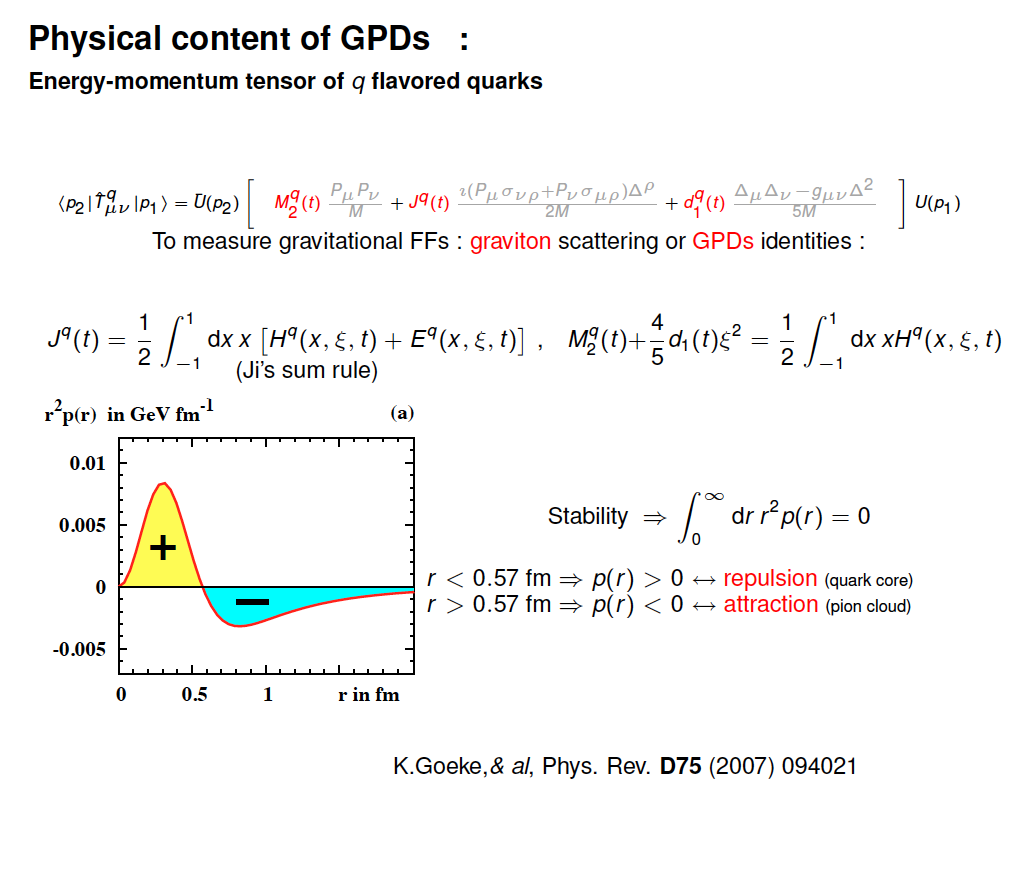 Physical content of GPDs :
Energy-momentum tensor of q flavored quarks
⟨p₂|T̂^q_μν|p₁⟩ = Ū(p₂) [ M₂^q(t) P_μP_ν/M + J^q(t) ı(P_μσ_νρ+P_νσ_μρ)Δ^ρ/2M + d₁^q(t) Δ_μΔ_ν−g_μνΔ²/5M ] U(p₁)
To measure gravitational FFs : graviton scattering or GPDs identities :
J^q(t) = 1/2 ∫_{−1}^{1} dx x [H^q(x, ξ, t) + E^q(x, ξ, t)] , M₂^q(t)+4/5 d₁(t)ξ² = 1/2 ∫_{−1}^{1} dx xH^q(x, ξ, t)
(Ji's sum rule)
r²p(r) in GeV fm⁻¹ (a)
0.01
0.005
0
-0.005
+
−
0 0.5 1 r in fm
Stability ⇒ ∫_0^∞ dr r²p(r) = 0
r < 0.57 fm ⇒ p(r) > 0 ↔ repulsion (quark core)
r > 0.57 fm ⇒ p(r) < 0 ↔ attraction (pion cloud)
K.Goeke,& al, Phys. Rev. D75 (2007) 094021